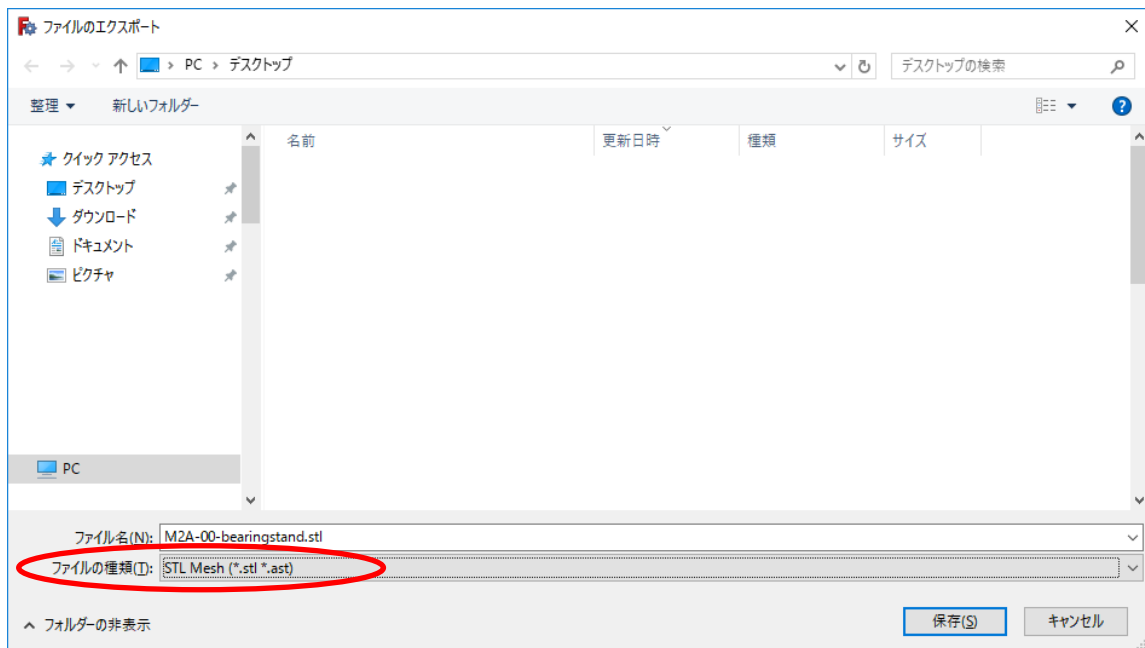 ファイルのエクスポート
PC › デスクトップ
デスクトップの検索
整理
新しいフォルダー
名前
更新日時
種類
サイズ
クイック アクセス
デスクトップ
ダウンロード
ドキュメント
ピクチャ
PC
ファイル名(N): M2A-00-bearingstand.stl
ファイルの種類(T): STL Mesh (*.stl *.ast)
フォルダーの非表示
保存(S)
キャンセル